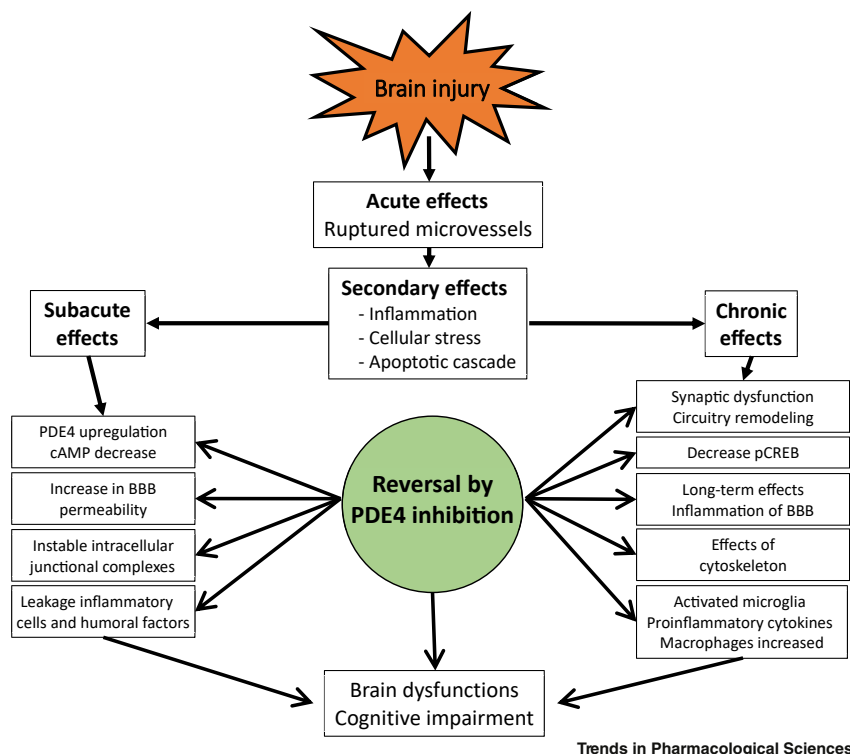 Brain injury
Acute effects
Ruptured microvessels
Secondary effects
- Inflammation
- Cellular stress
- Apoptotic cascade
Subacute
effects
Chronic
effects
PDE4 upregulation
cAMP decrease
Increase in BBB
permeability
Instable intracellular
junctional complexes
Leakage inflammatory
cells and humoral factors
Reversal by
PDE4 inhibition
Synaptic dysfunction
Circuitry remodeling
Decrease pCREB
Long-term effects
Inflammation of BBB
Effects of
cytoskeleton
Activated microglia
Proinflammatory cytokines
Macrophages increased
Brain dysfunctions
Cognitive impairment
Trends in Pharmacological Sciences